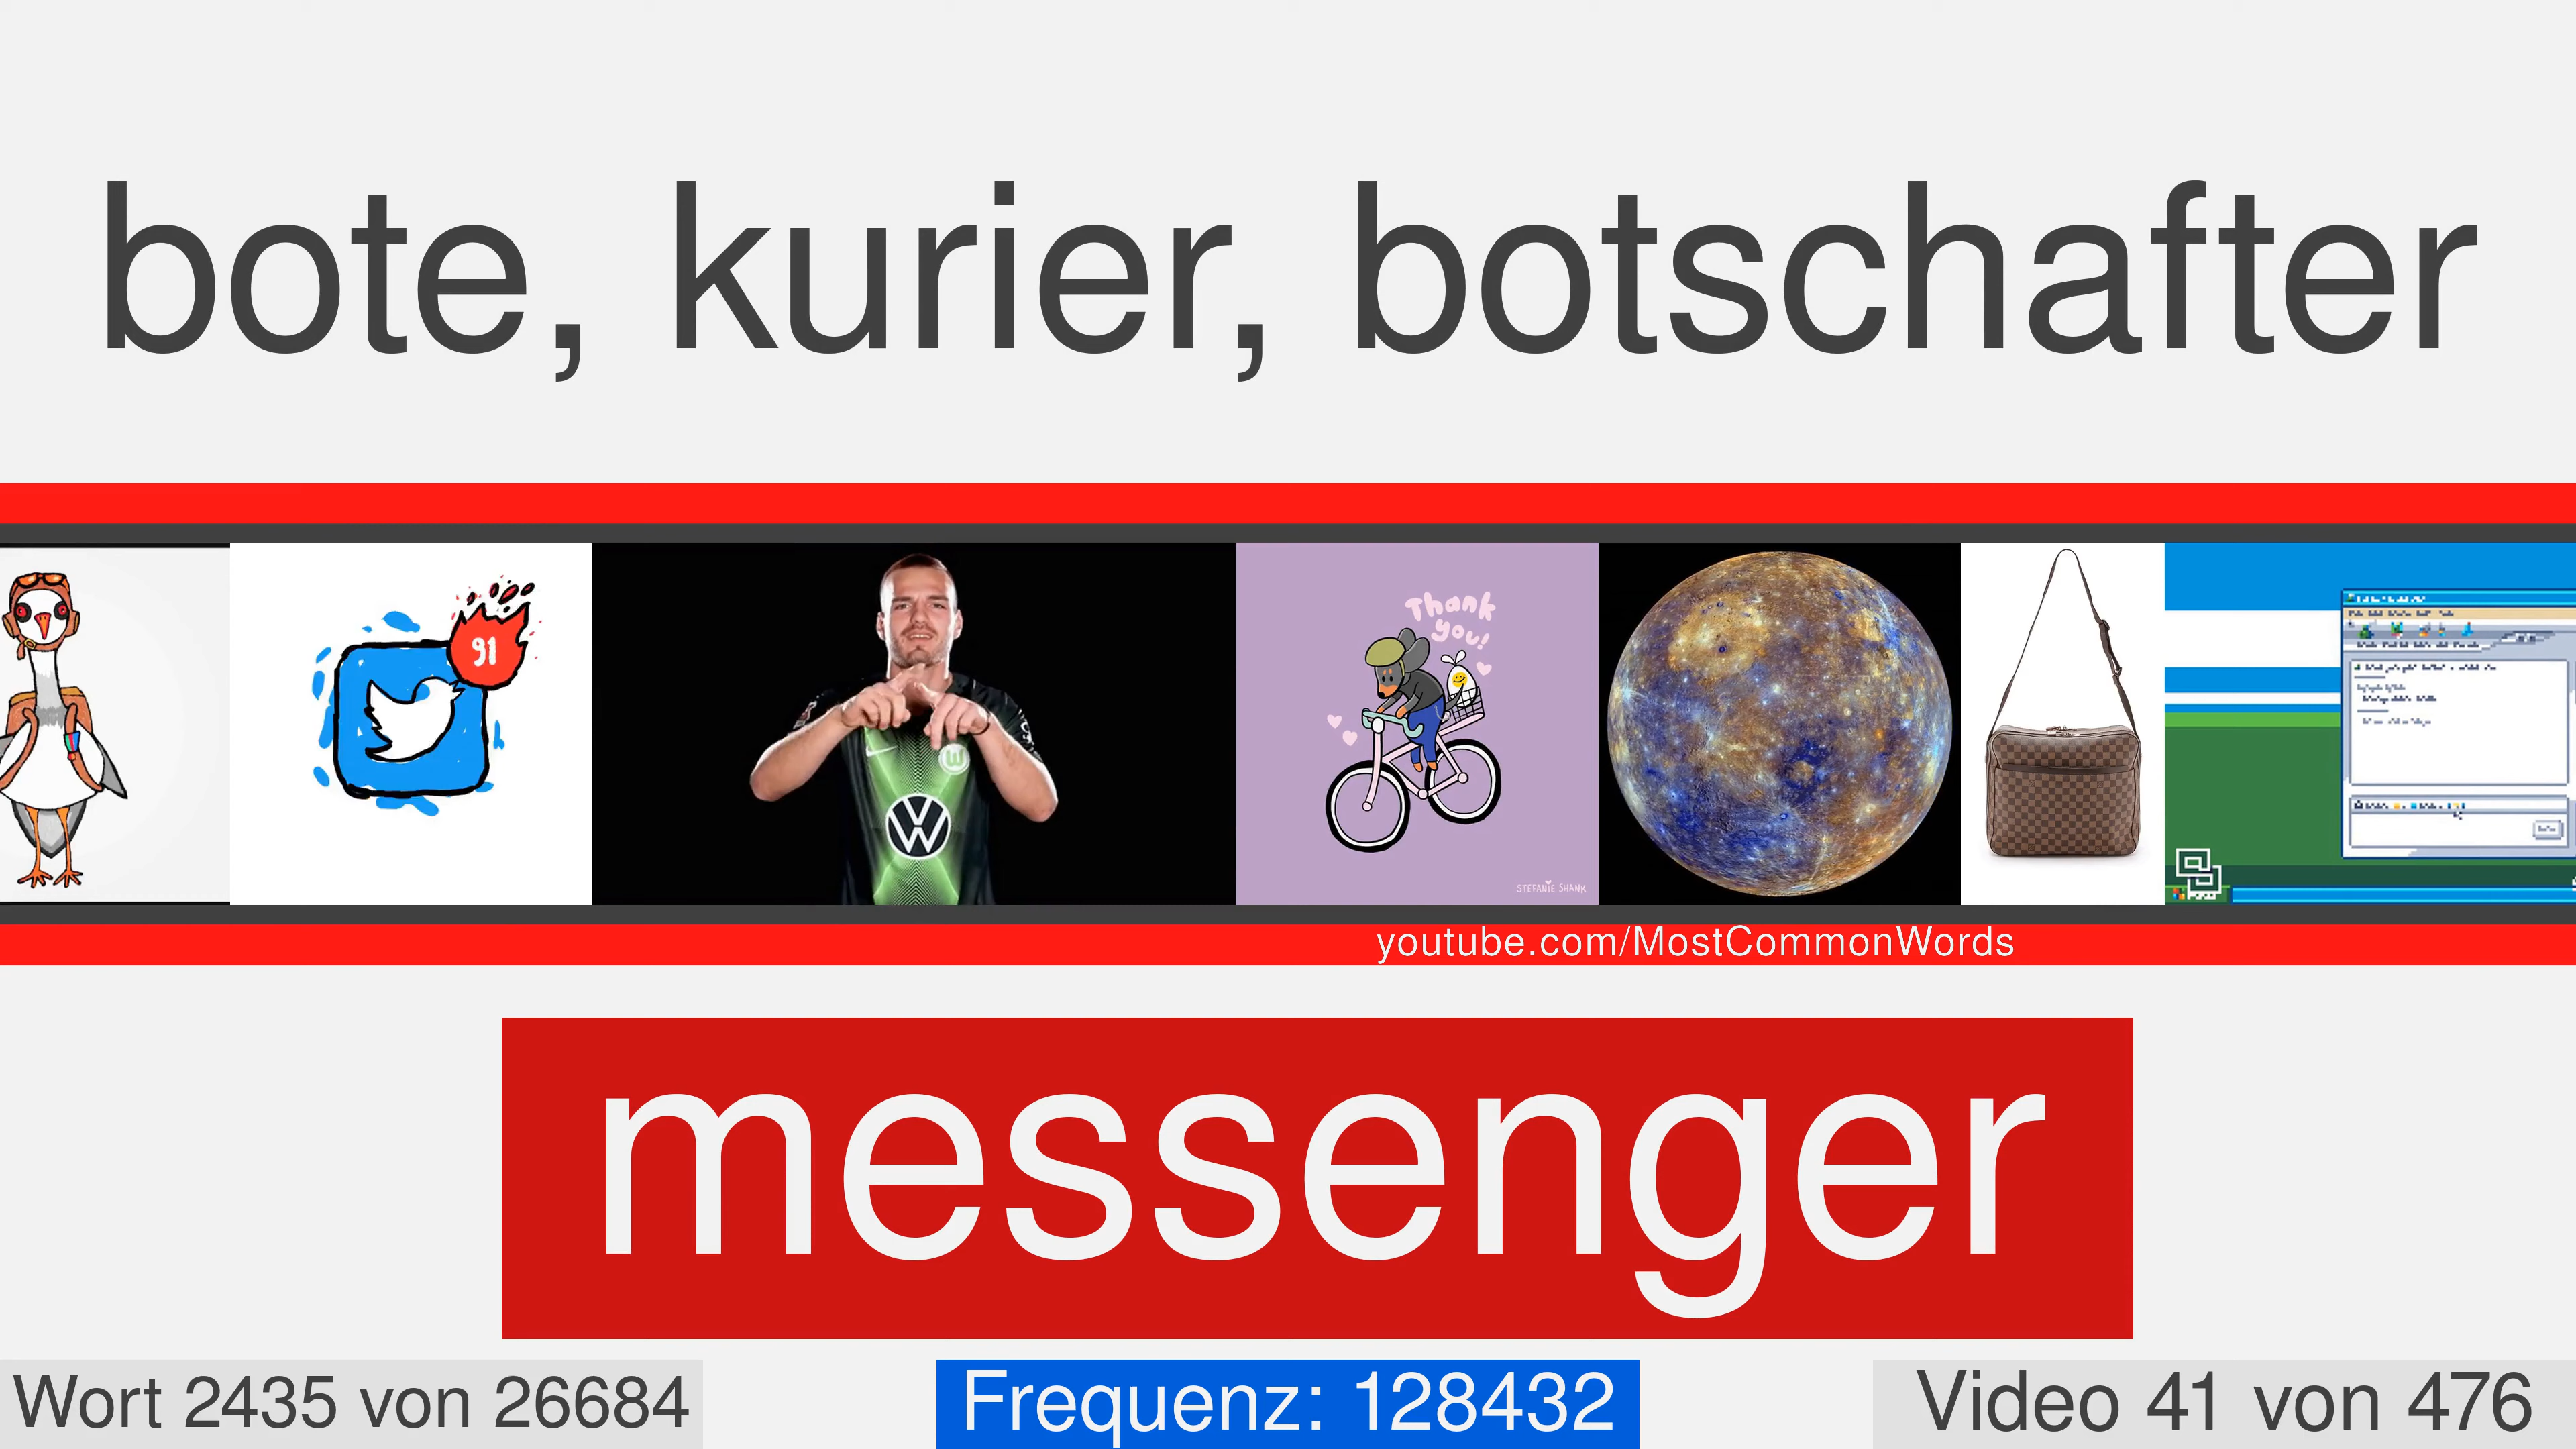 bote, kurier, botschafter
91
Thank
you!
STEFANIE SHANK
youtube.com/MostCommonWords
messenger
Wort 2435 von 26684
Frequenz: 128432
Video 41 von 476